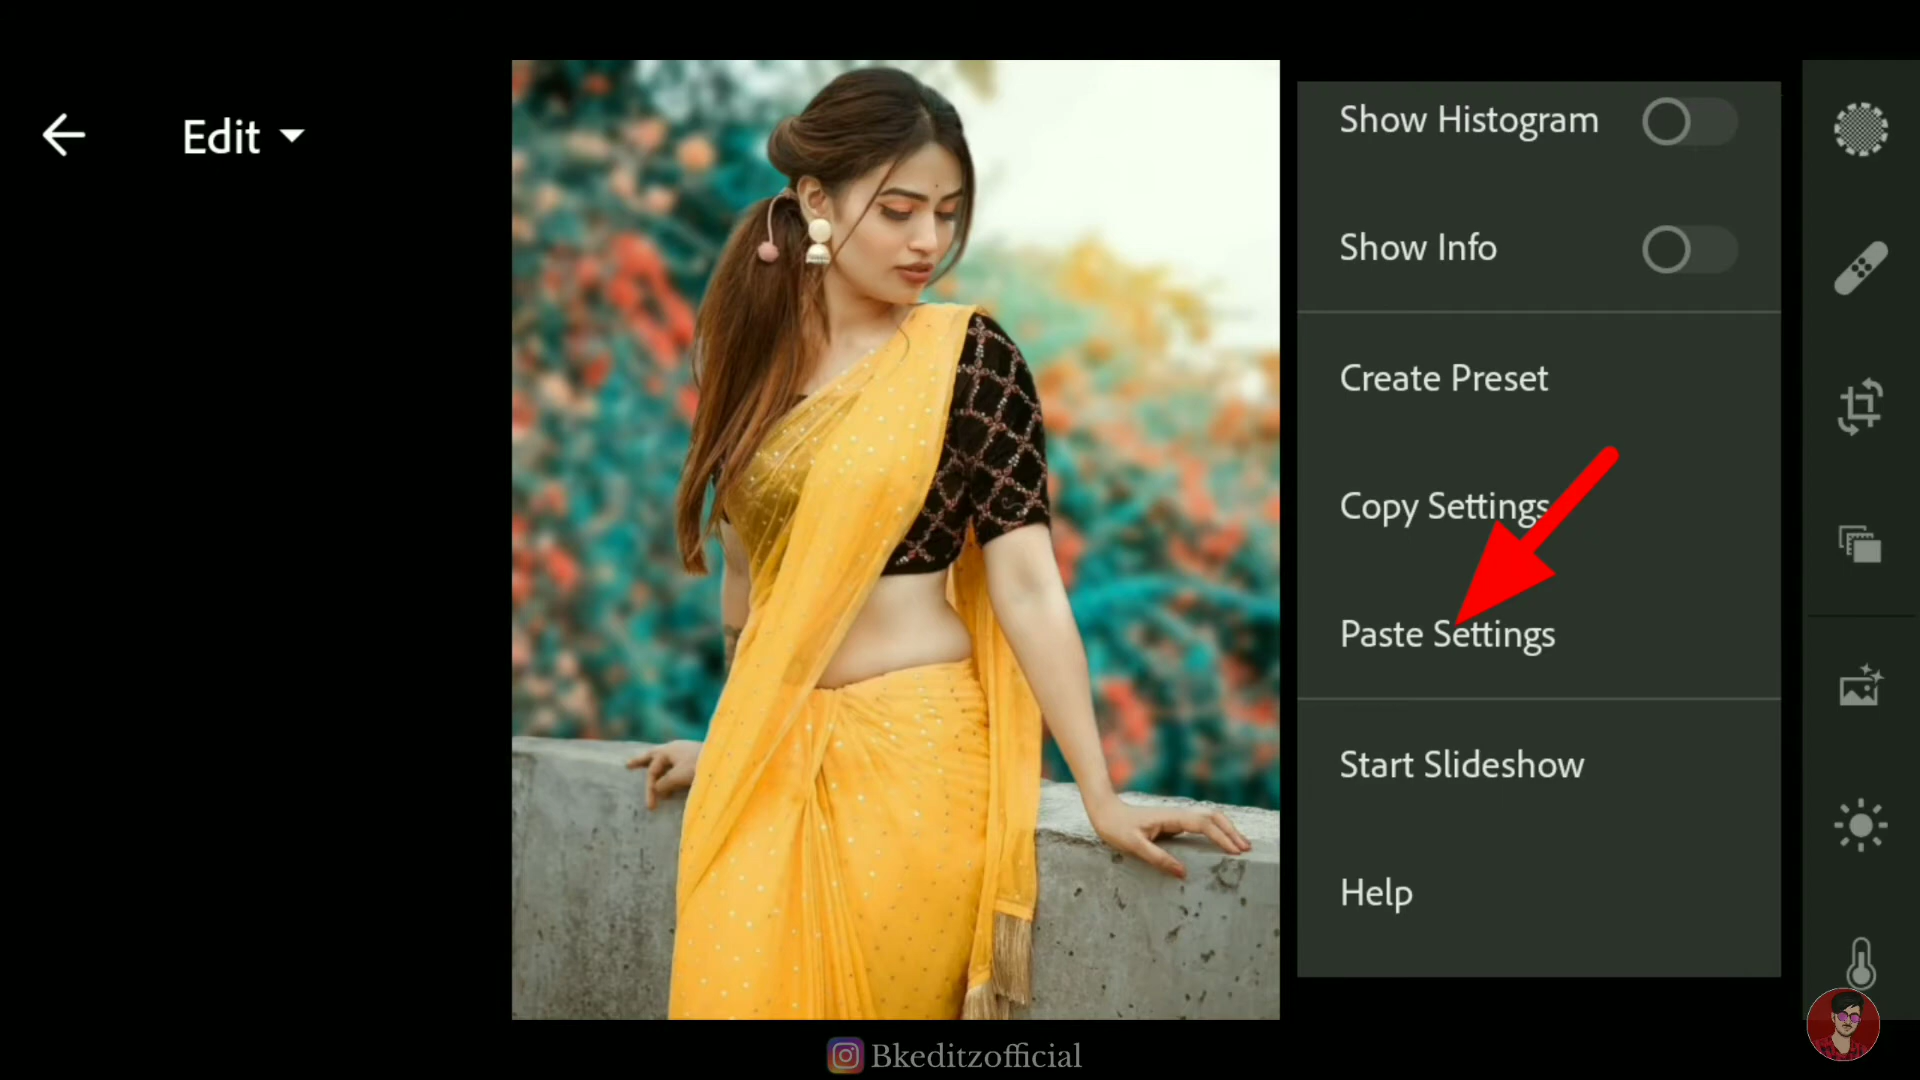 Edit
Show Histogram
Show Info
Create Preset
Copy Settings
Paste Settings
Start Slideshow
Help
Bkeditzofficial